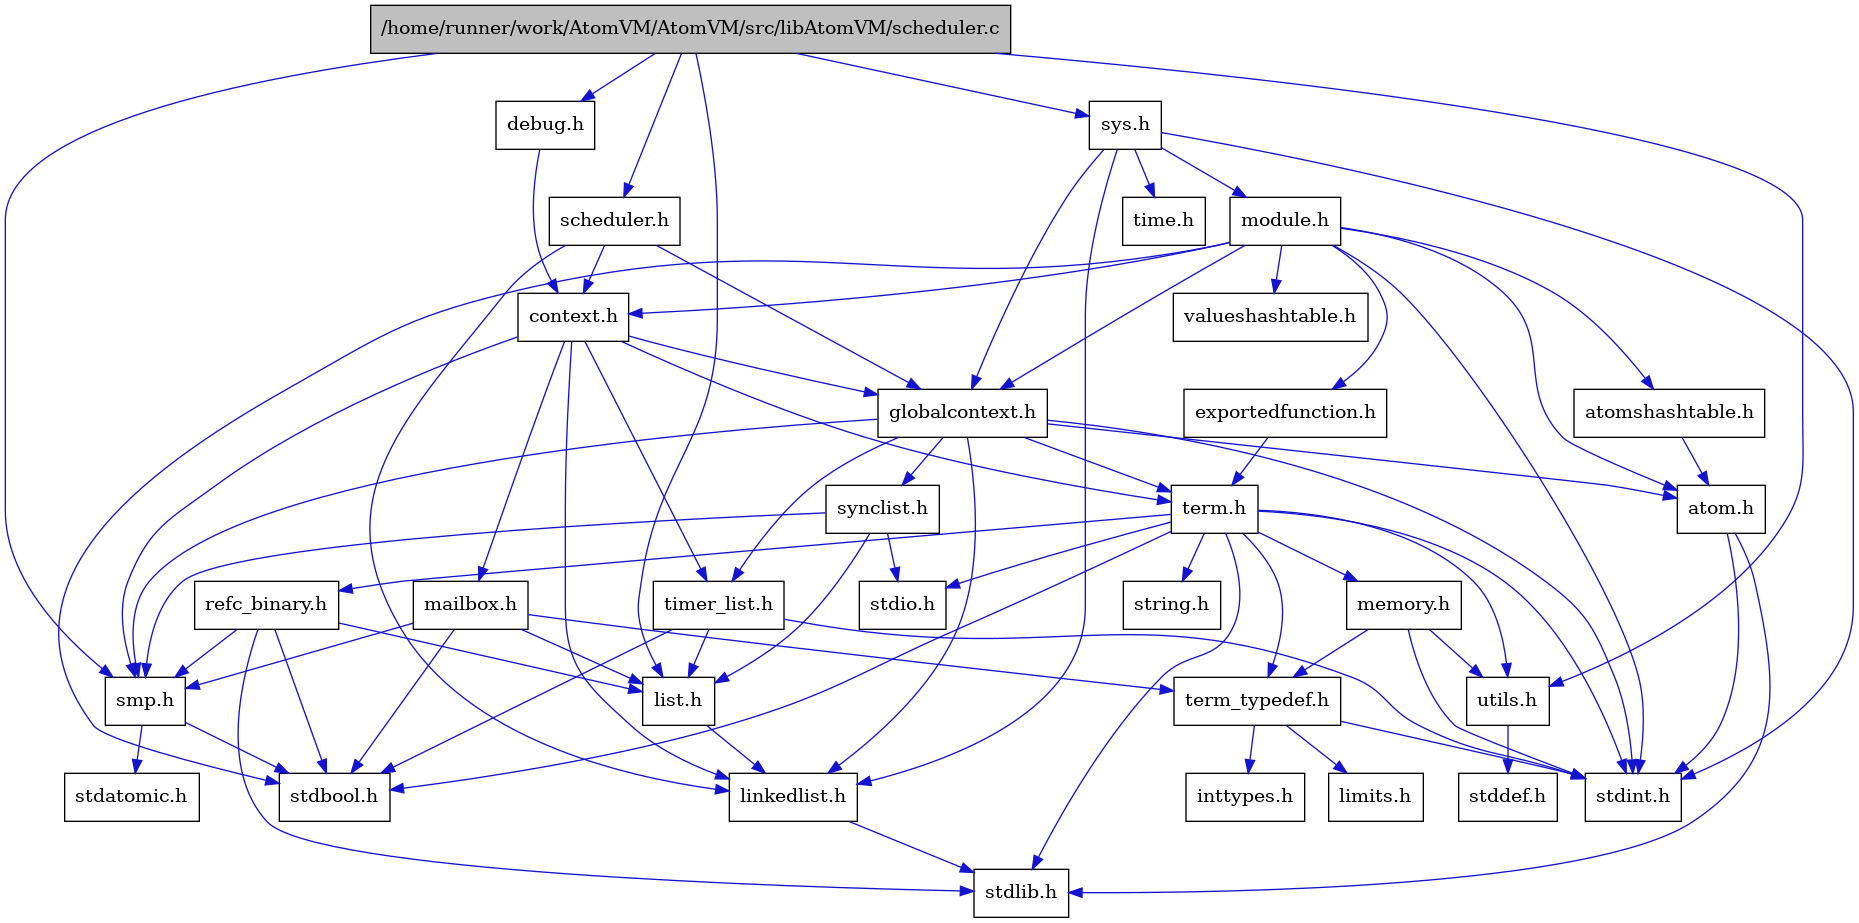 /home/runner/work/AtomVM/AtomVM/src/libAtomVM/scheduler.c
debug.h
sys.h
scheduler.h
time.h
module.h
context.h
valueshashtable.h
globalcontext.h
exportedfunction.h
atomshashtable.h
synclist.h
term.h
atom.h
refc_binary.h
mailbox.h
timer_list.h
stdio.h
string.h
memory.h
smp.h
list.h
term_typedef.h
utils.h
stdatomic.h
stdbool.h
linkedlist.h
inttypes.h
limits.h
stddef.h
stdint.h
stdlib.h